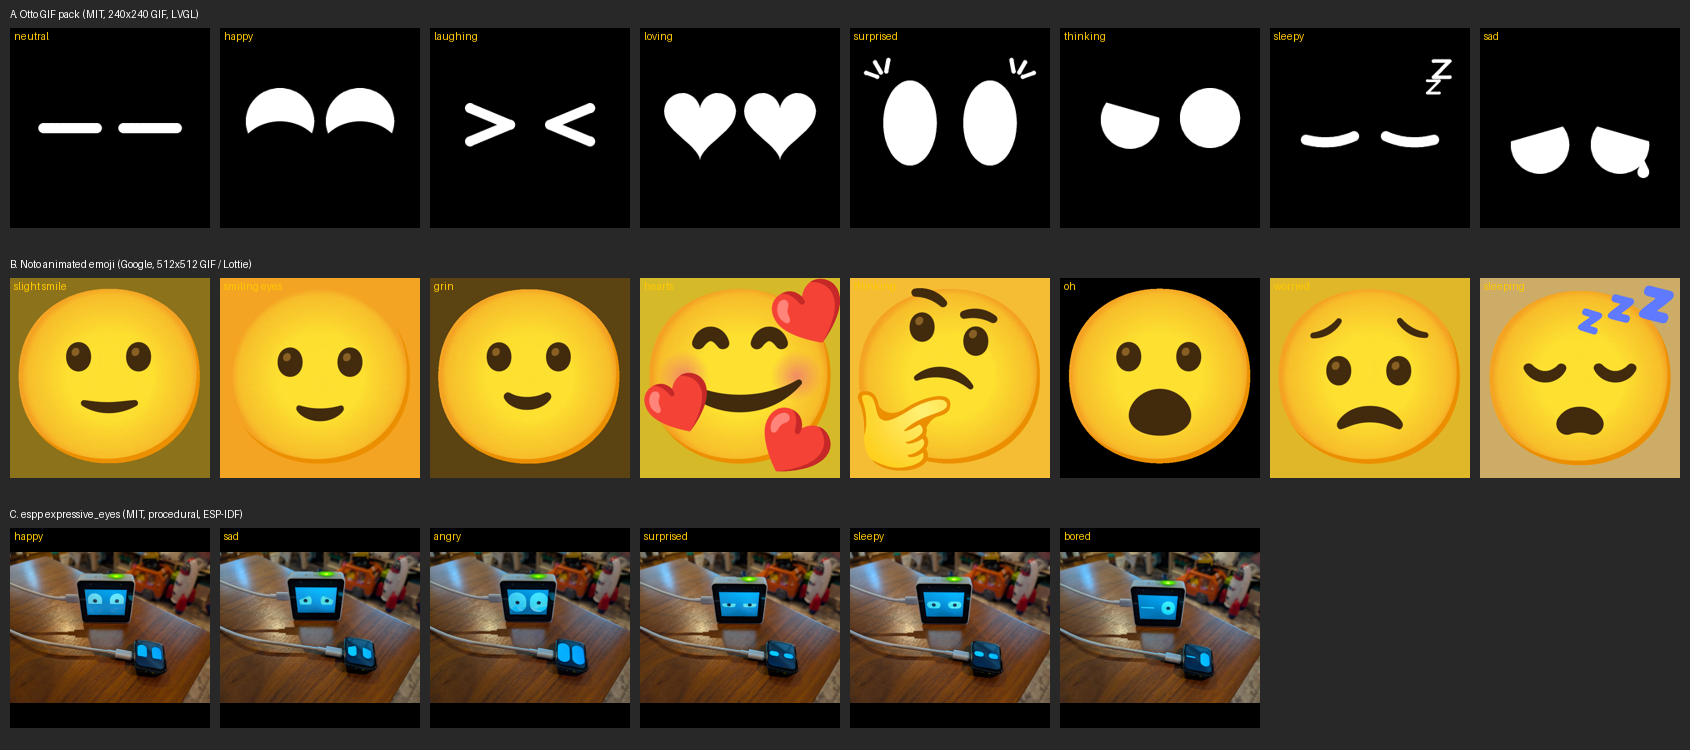 A. Otto GIF pack (MIT, 240x240 GIF, LVGL)
neutral happy laughing loving surprised thinking sleepy sad
Z
Z
B. Noto animated emoji (Google, 512x512 GIF / Lottie)
slight smile smiling eyes grin hearts oh worried sleeping
z z Z
C. espp expressive_eyes (MIT, procedural, ESP-IDF)
happy sad angry surprised sleepy bored